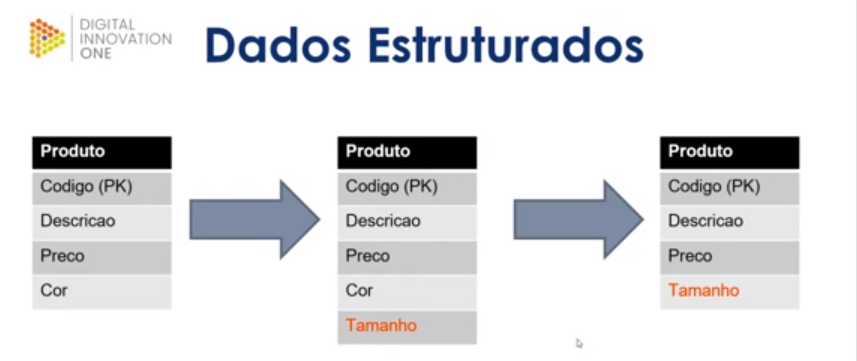 DIGITAL
INNOVATION
ONE
Dados Estruturados
Produto
Codigo (PK)
Descricao
Preco
Cor
Produto
Codigo (PK)
Descricao
Preco
Cor
Tamanho
Produto
Codigo (PK)
Descricao
Preco
Tamanho